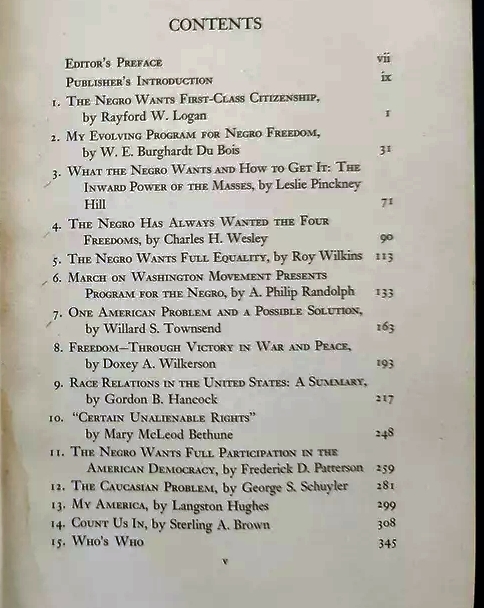 CONTENTS
EDITOR'S PREFACE vii
PUBLISHER'S INTRODUCTION ix
1. THE NEGRO WANTS FIRST-CLASS CITIZENSHIP,
by Rayford W. Logan 1
2. MY EVOLVING PROGRAM FOR NEGRO FREEDOM,
by W. E. Burghardt Du Bois 31
3. WHAT THE NEGRO WANTS AND HOW TO GET IT: THE
INWARD POWER OF THE MASSES, by Leslie Pinckney
Hill 71
4. THE NEGRO HAS ALWAYS WANTED THE FOUR
FREEDOMS, by Charles H. Wesley 90
5. THE NEGRO WANTS FULL EQUALITY, by Roy Wilkins 113
6. MARCH ON WASHINGTON MOVEMENT PRESENTS
PROGRAM FOR THE NEGRO, by A. Philip Randolph 133
7. ONE AMERICAN PROBLEM AND A POSSIBLE SOLUTION,
by Willard S. Townsend 163
8. FREEDOM—THROUGH VICTORY IN WAR AND PEACE,
by Doxey A. Wilkerson 193
9. RACE RELATIONS IN THE UNITED STATES: A SUMMARY,
by Gordon B. Hancock 217
10. "CERTAIN UNALIENABLE RIGHTS"
by Mary McLeod Bethune 248
11. THE NEGRO WANTS FULL PARTICIPATION IN THE
AMERICAN DEMOCRACY, by Frederick D. Patterson 259
12. THE CAUCASIAN PROBLEM, by George S. Schuyler 281
13. MY AMERICA, by Langston Hughes 299
14. COUNT US IN, by Sterling A. Brown 308
15. WHO'S WHO 345
v